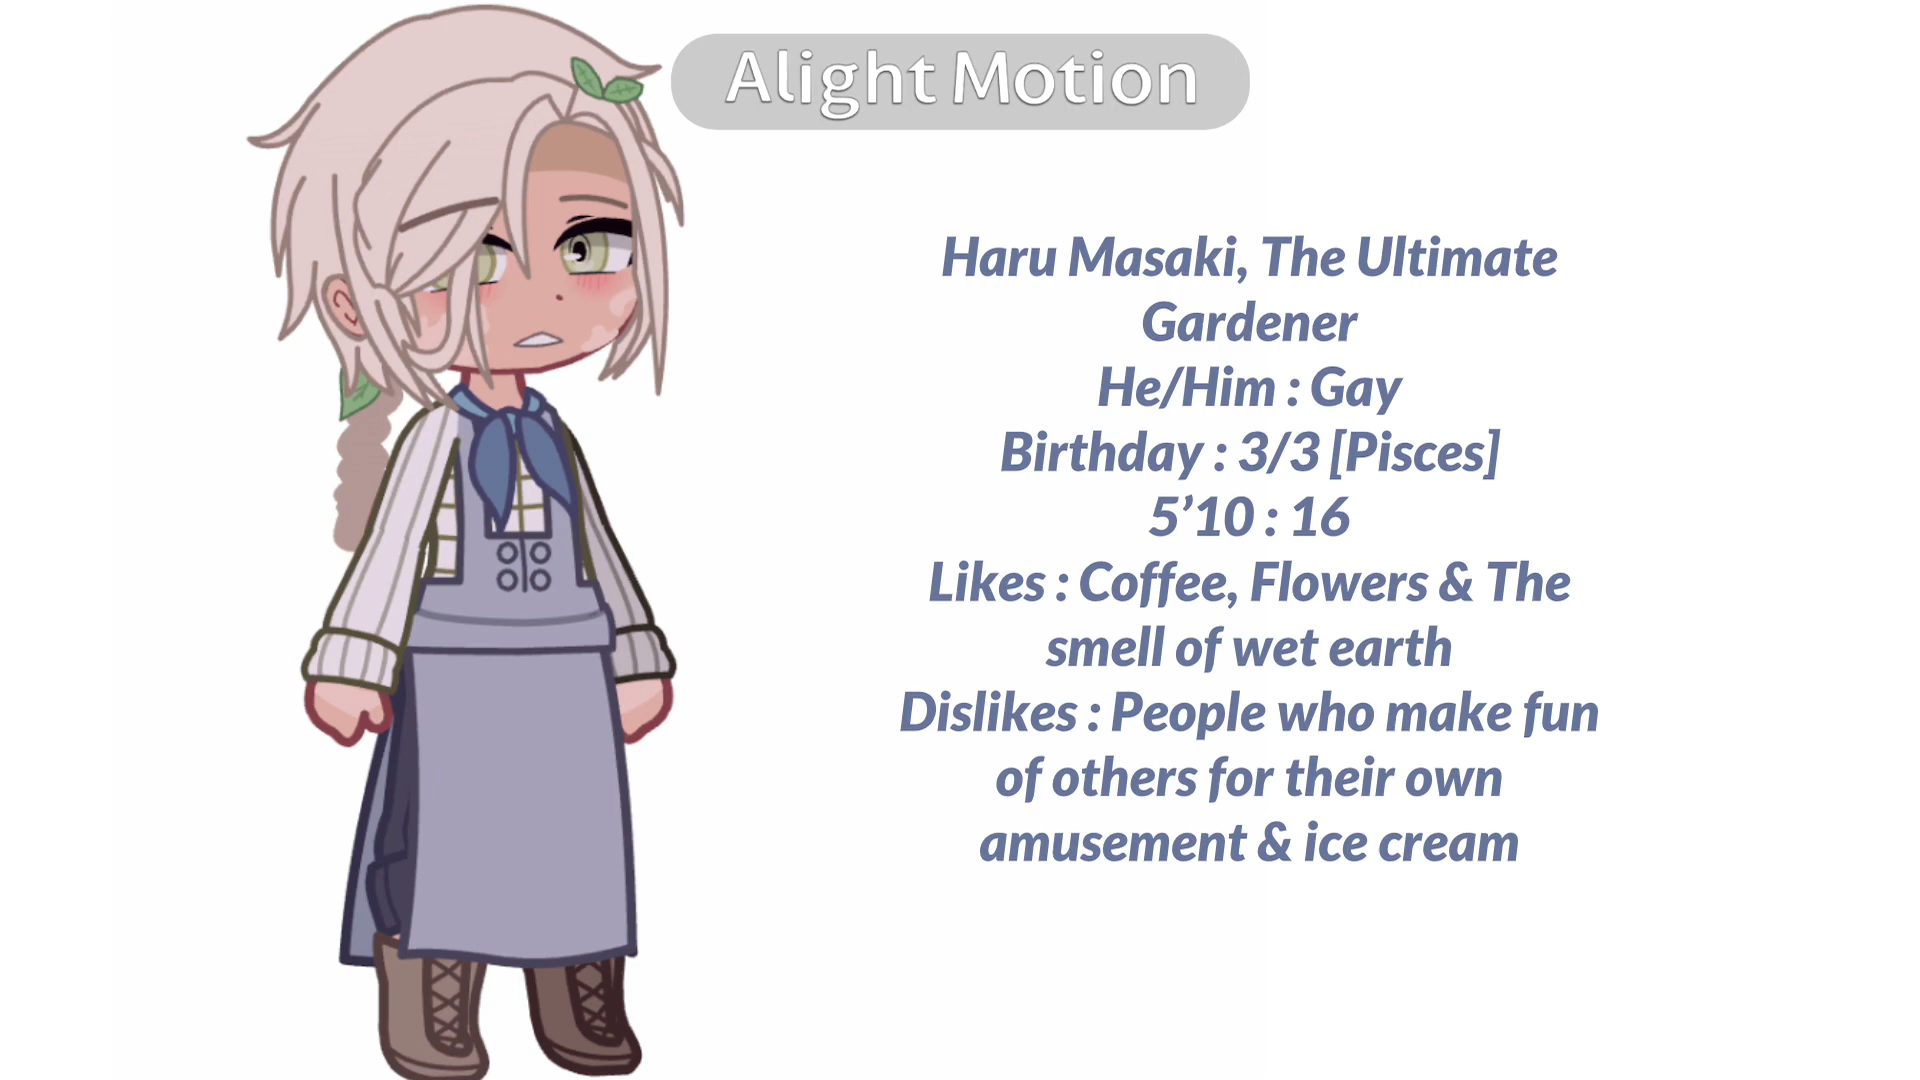 Alight Motion
Haru Masaki, The Ultimate
Gardener
He/Him : Gay
Birthday : 3/3 [Pisces]
5’10 : 16
Likes : Coffee, Flowers & The
smell of wet earth
Dislikes : People who make fun
of others for their own
amusement & ice cream